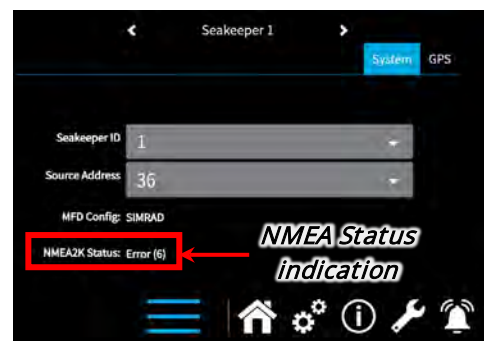 Seakeeper 1
System GPS
Seakeeper ID 1
Source Address 36
MFD Config: SIMRAD
NMEA2K Status: Error (6)
NMEA Status
indication